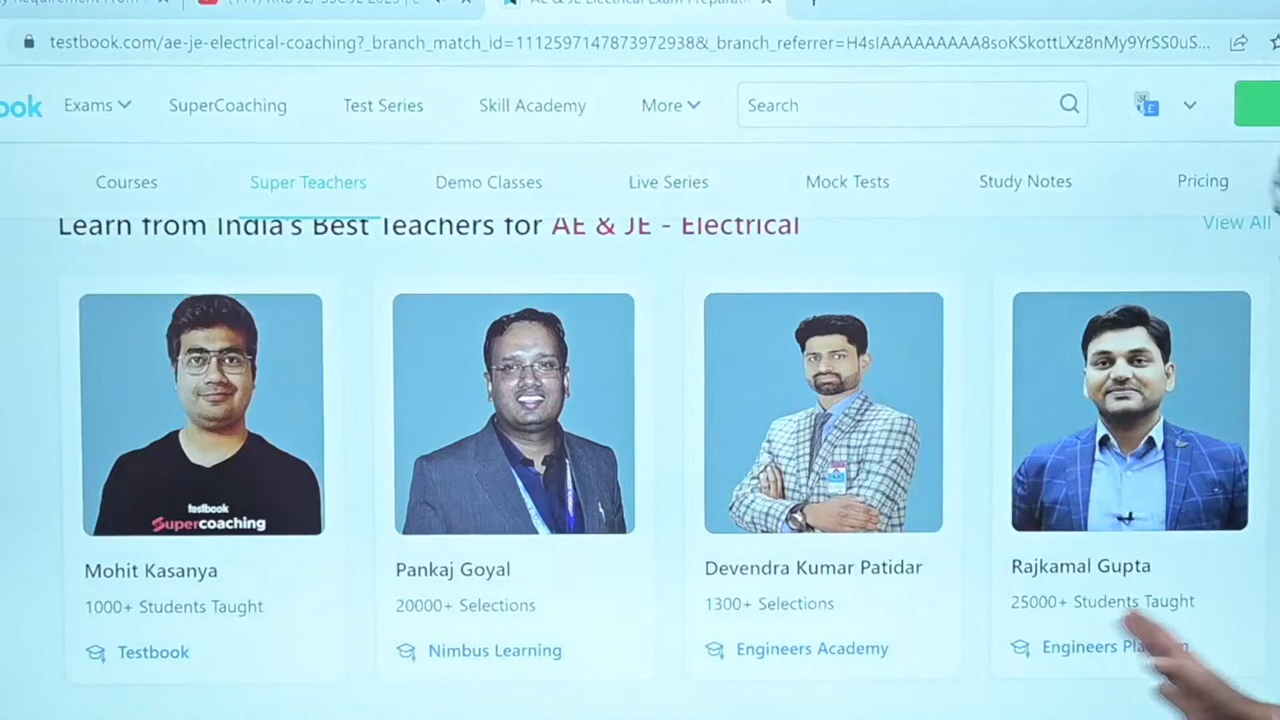 testbook.com/ae-je-electrical-coaching?_branch_match_id=1112597147873972938&_branch_referrer=H4sIAAAAAAAAA8soKSkottLXz8nMy9YrSS0uS...
ook Exams SuperCoaching Test Series Skill Academy More Search
Courses Super Teachers Demo Classes Live Series Mock Tests Study Notes Pricing
Learn from India's Best Teachers for AE & JE - Electrical View All
testbook
Supercoaching
Mohit Kasanya Pankaj Goyal Devendra Kumar Patidar Rajkamal Gupta
1000+ Students Taught 20000+ Selections 1300+ Selections 25000+ Students Taught
Testbook Nimbus Learning Engineers Academy Engineers